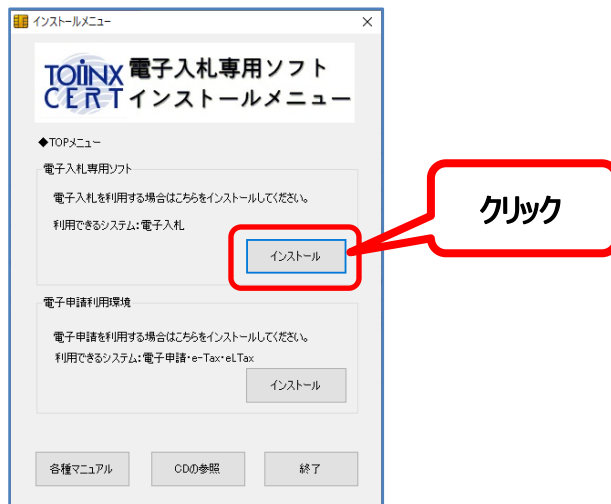 インストールメニュー
TOiNX 電子入札専用ソフト
CERT インストールメニュー
◆TOPメニュー
電子入札専用ソフト
電子入札を利用する場合はこちらをインストールしてください。
利用できるシステム:電子入札
インストール
クリック
電子申請利用環境
電子申請を利用する場合はこちらをインストールしてください。
利用できるシステム:電子申請・e-Tax・eLTax
インストール
各種マニュアル
CDの参照
終了